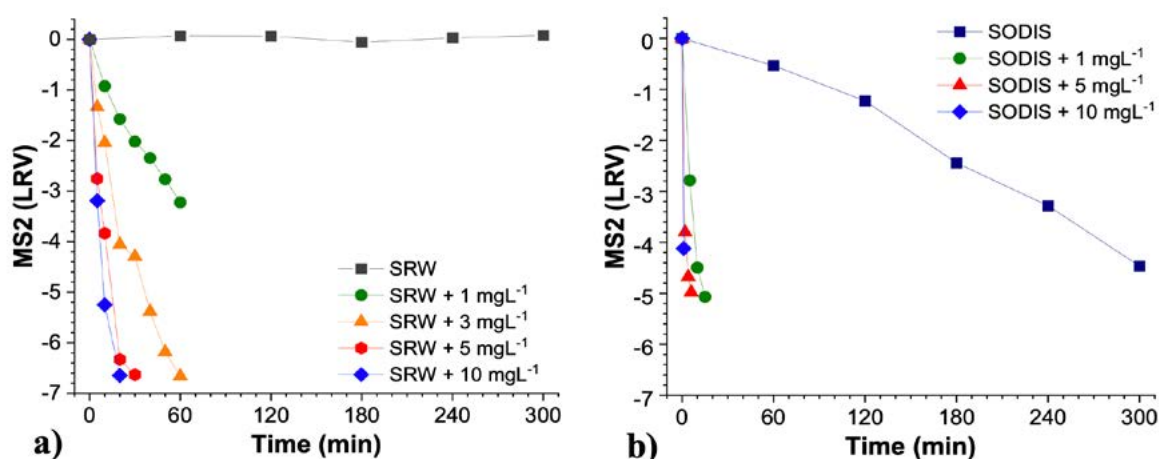 0
-1
-2
-3
-4
-5
-6
-7
MS2 (LRV)
SRW
SRW + 1 mgL⁻¹
SRW + 3 mgL⁻¹
SRW + 5 mgL⁻¹
SRW + 10 mgL⁻¹
0 60 120 180 240 300
Time (min)
a)
0
-1
-2
-3
-4
-5
-6
-7
MS2 (LRV)
SODIS
SODIS + 1 mgL⁻¹
SODIS + 5 mgL⁻¹
SODIS + 10 mgL⁻¹
0 60 120 180 240 300
Time (min)
b)